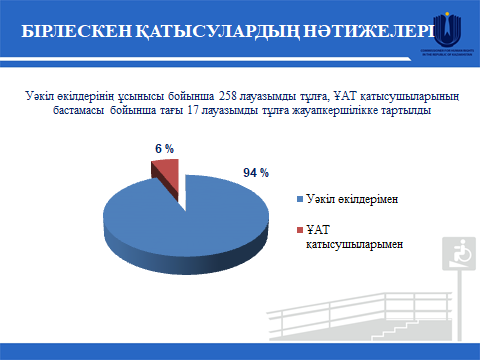 БІРЛЕСКЕН ҚАТЫСУЛАРДЫҢ НӘТИЖЕЛЕРІ
Уәкіл өкілдерінің ұсынысы бойынша 258 лауазымды тұлға, ҰАТ қатысушыларының
бастамасы бойынша тағы 17 лауазымды тұлға жауапкершілікке тартылды
6 %
94 %
Уәкіл өкілдерімен
ҰАТ
қатысушыларымен